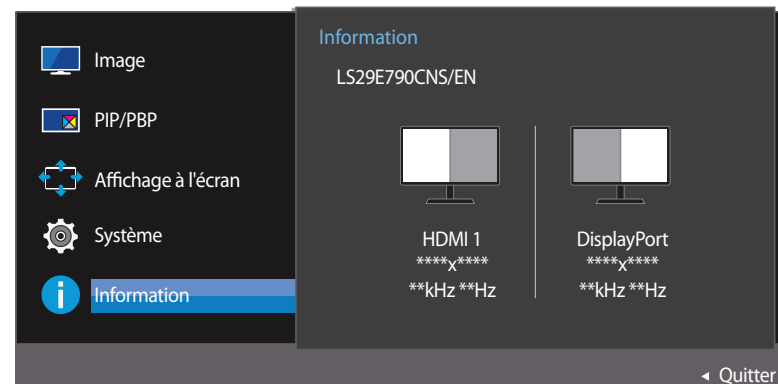 Image
PIP/PBP
Affichage à l'écran
Système
Information
Information
LS29E790CNS/EN
HDMI 1
****x****
**kHz **Hz
DisplayPort
****x****
**kHz **Hz
Quitter